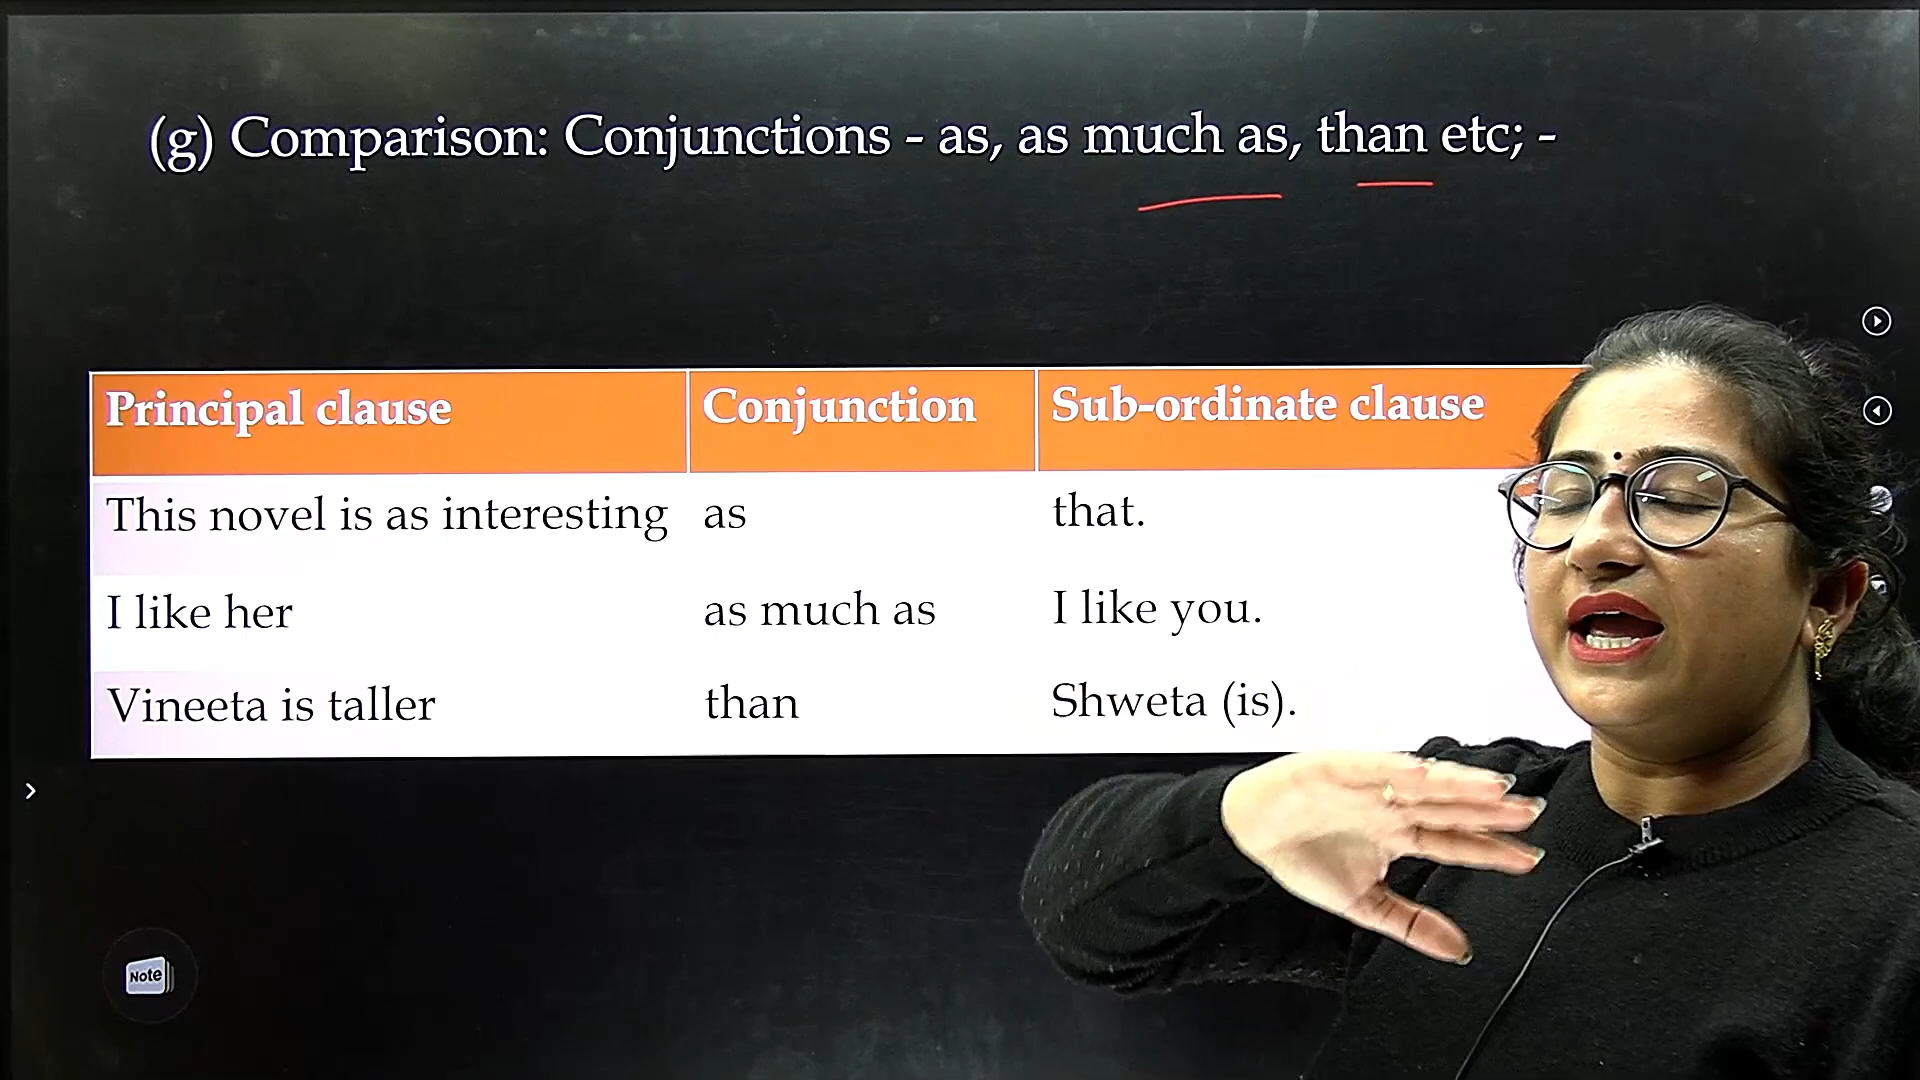 (g) Comparison: Conjunctions - as, as much as, than etc; -
Principal clause Conjunction Sub-ordinate clause
This novel is as interesting as that.
I like her as much as I like you.
Vineeta is taller than Shweta (is).
Note